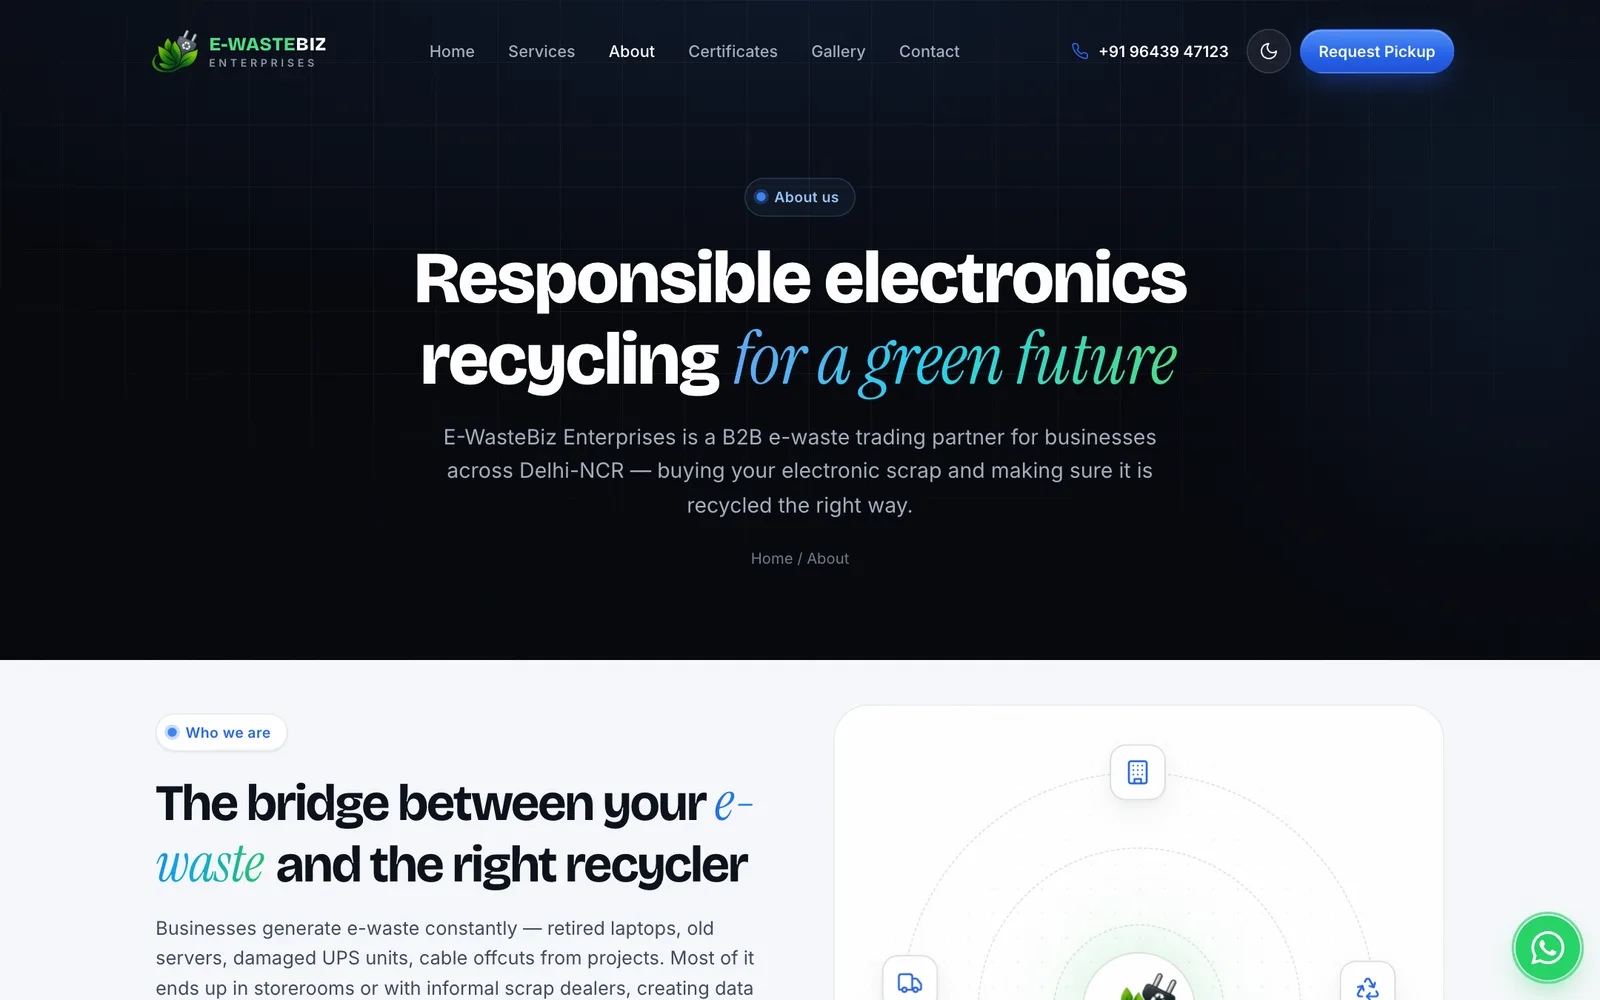 E-WASTEBIZ
ENTERPRISES
Home
Services
About
Certificates
Gallery
Contact
+91 96439 47123
Request Pickup
About us
Responsible electronics
recycling for a green future
E-WasteBiz Enterprises is a B2B e-waste trading partner for businesses
across Delhi-NCR — buying your electronic scrap and making sure it is
recycled the right way.
Home / About
Who we are
The bridge between your e-
waste and the right recycler
Businesses generate e-waste constantly — retired laptops, old
servers, damaged UPS units, cable offcuts from projects. Most of it
ends up in storerooms or with informal scrap dealers, creating data